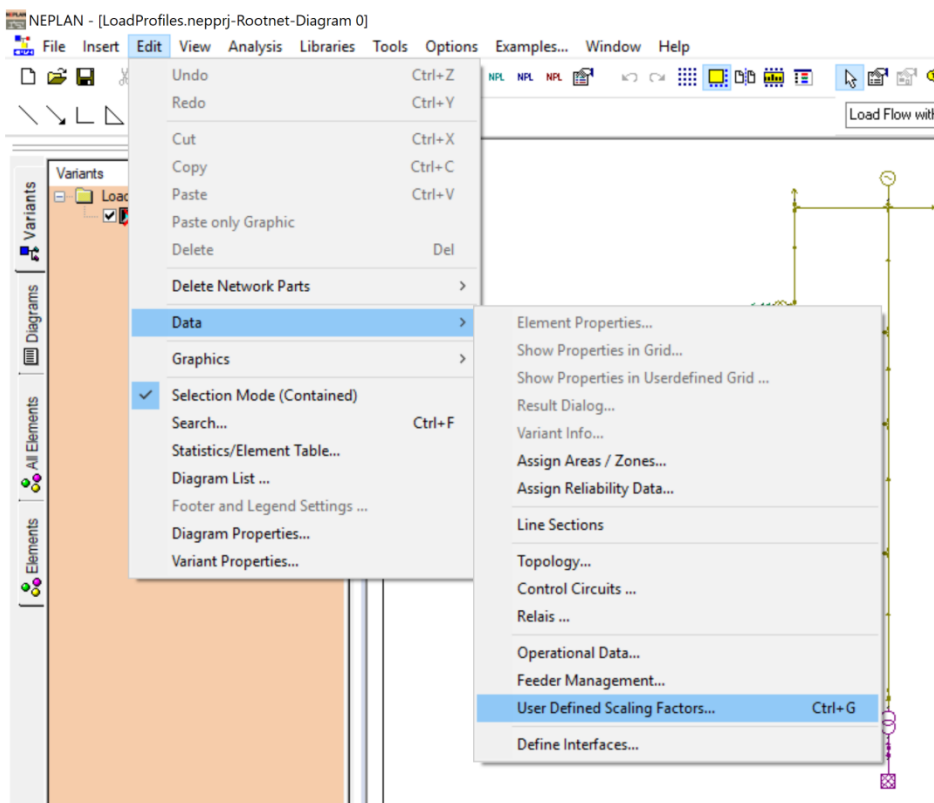 NEPLAN - [LoadProfiles.nepprj-Rootnet-Diagram 0]
File Insert Edit View Analysis Libraries Tools Options Examples... Window Help
NPL NPL NPL
Load Flow with
Variants
Diagrams
All Elements
Elements
Variants
Load
Undo Ctrl+Z
Redo Ctrl+Y
Cut Ctrl+X
Copy Ctrl+C
Paste Ctrl+V
Paste only Graphic
Delete Del
Delete Network Parts
Data
Graphics
Selection Mode (Contained)
Search... Ctrl+F
Statistics/Element Table...
Diagram List ...
Footer and Legend Settings ...
Diagram Properties...
Variant Properties...
Element Properties...
Show Properties in Grid...
Show Properties in Userdefined Grid ...
Result Dialog...
Variant Info...
Assign Areas / Zones...
Assign Reliability Data...
Line Sections
Topology...
Control Circuits ...
Relais ...
Operational Data...
Feeder Management...
User Defined Scaling Factors... Ctrl+G
Define Interfaces...